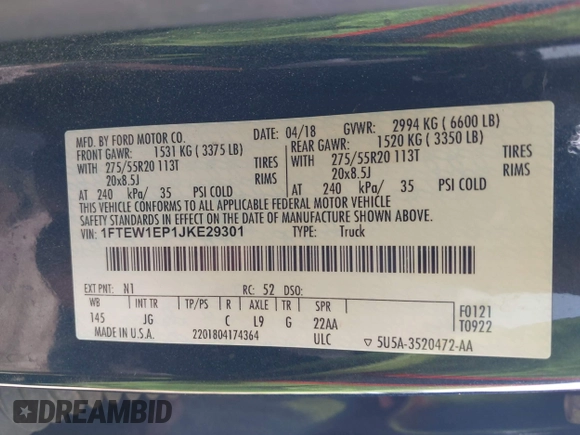 MFD. BY FORD MOTOR CO.
DATE: 04/18 GVWR: 2994 KG ( 6600 LB)
FRONT GAWR: 1531 KG ( 3375 LB) REAR GAWR: 1520 KG ( 3350 LB)
WITH 275/55R20 113T TIRES WITH 275/55R20 113T TIRES
20x8.5J RIMS 20x8.5J RIMS
AT 240 kPa/ 35 PSI COLD AT 240 kPa/ 35 PSI COLD
THIS VEHICLE CONFORMS TO ALL APPLICABLE FEDERAL MOTOR VEHICLE
SAFETY STANDARDS IN EFFECT ON THE DATE OF MANUFACTURE SHOWN ABOVE.
VIN: 1FTEW1EP1JKE29301 TYPE: Truck
EXT PNT: N1 RC: 52 DSO:
WB INT TR TP/PS R AXLE TR SPR
145 JG C L9 G 22AA
F0121
T0922
MADE IN U.S.A. 2201804174364 ULC
5U5A-3520472-AA
DREAMBID